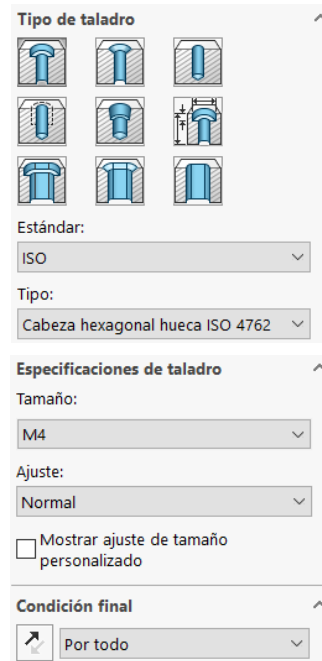 Tipo de taladro
Estándar:
ISO
Tipo:
Cabeza hexagonal hueca ISO 4762
Especificaciones de taladro
Tamaño:
M4
Ajuste:
Normal
Mostrar ajuste de tamaño
personalizado
Condición final
Por todo